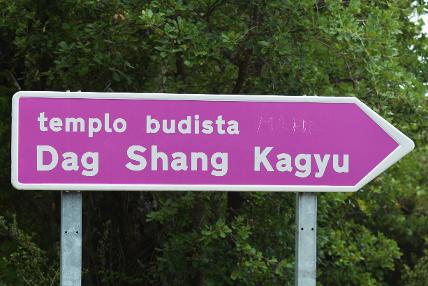 templo budista
Dag Shang Kagyu